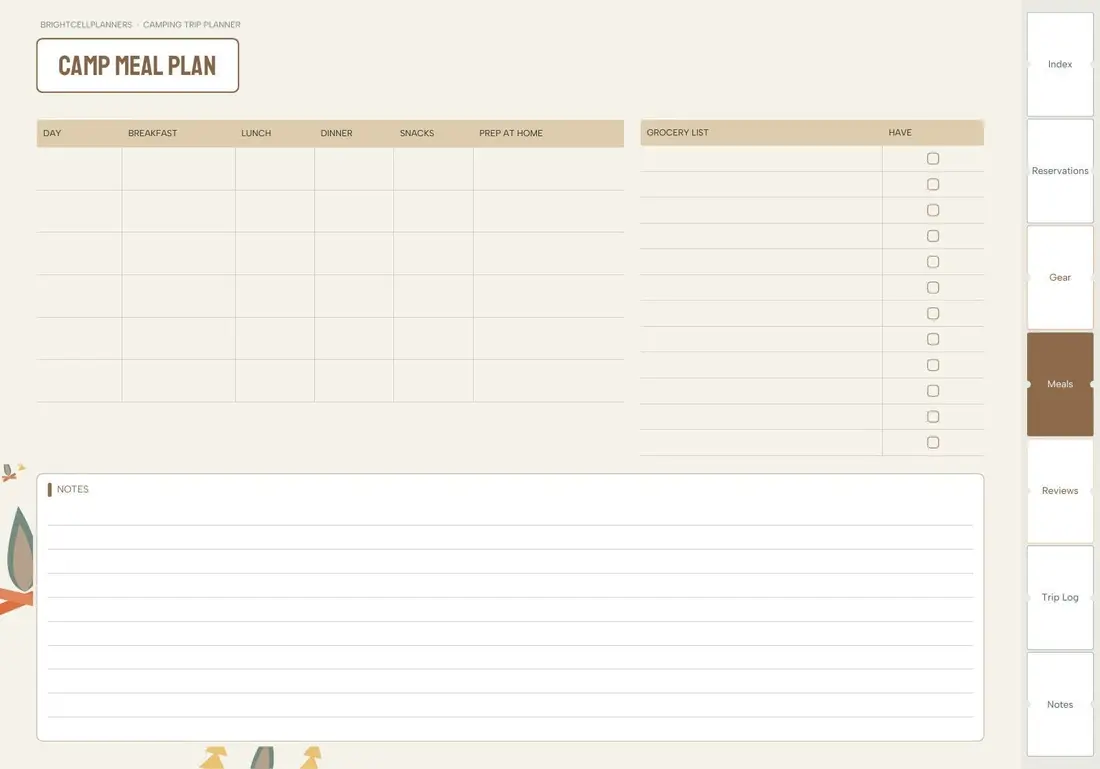 BRIGHTCELLPLANNERS · CAMPING TRIP PLANNER
CAMP MEAL PLAN
DAY BREAKFAST LUNCH DINNER SNACKS PREP AT HOME
GROCERY LIST HAVE
NOTES
Index
Reservations
Gear
Meals
Reviews
Trip Log
Notes